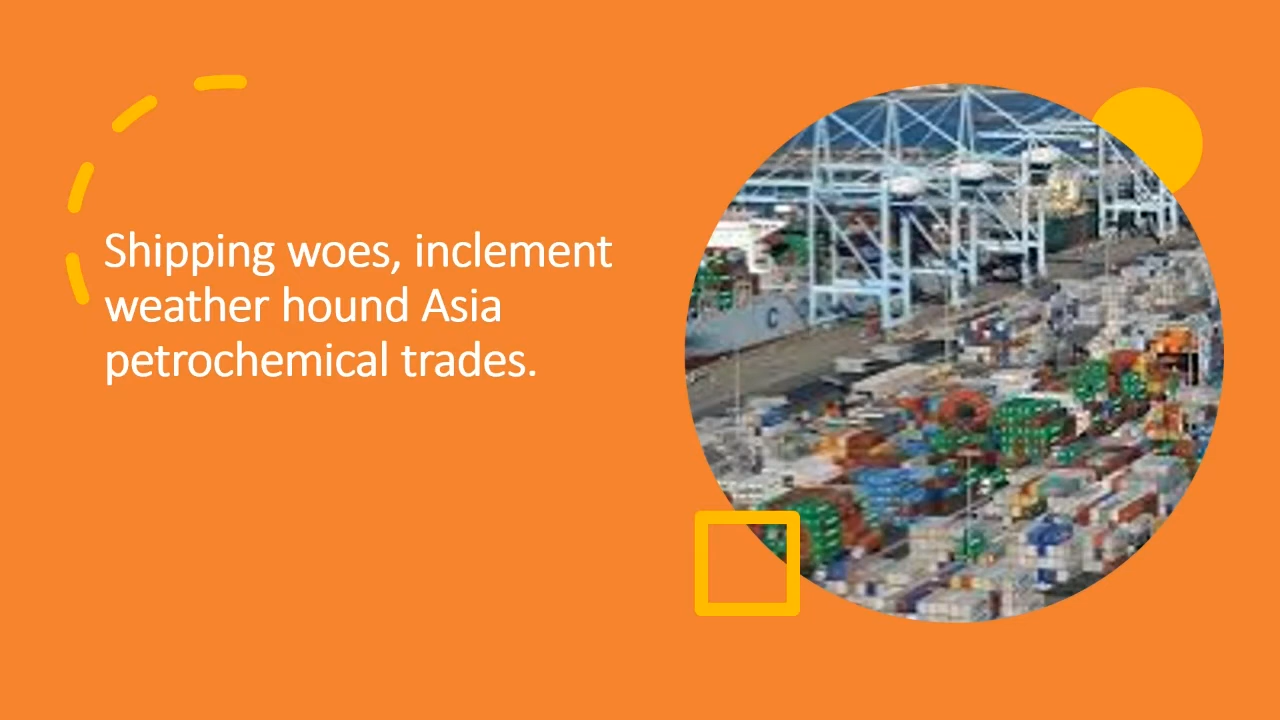 Shipping woes, inclement
weather hound Asia
petrochemical trades.